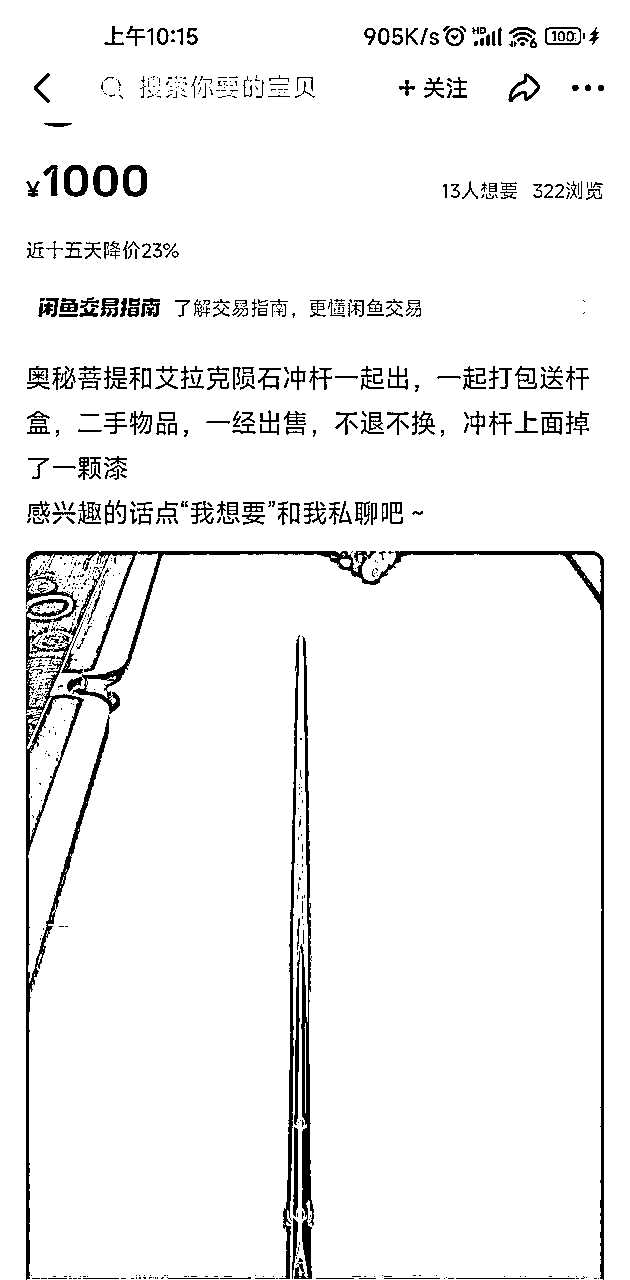 上午10:15
905K/s
HD
100
搜索你要的宝贝
+ 关注
¥1000
13人想要 322浏览
近十五天降价23%
闲鱼交易指南 了解交易指南，更懂闲鱼交易
奥秘菩提和艾拉克陨石冲杆一起出，一起打包送杆
盒，二手物品，一经出售，不退不换，冲杆上面掉
了一颗漆
感兴趣的话点“我想要”和我私聊吧～